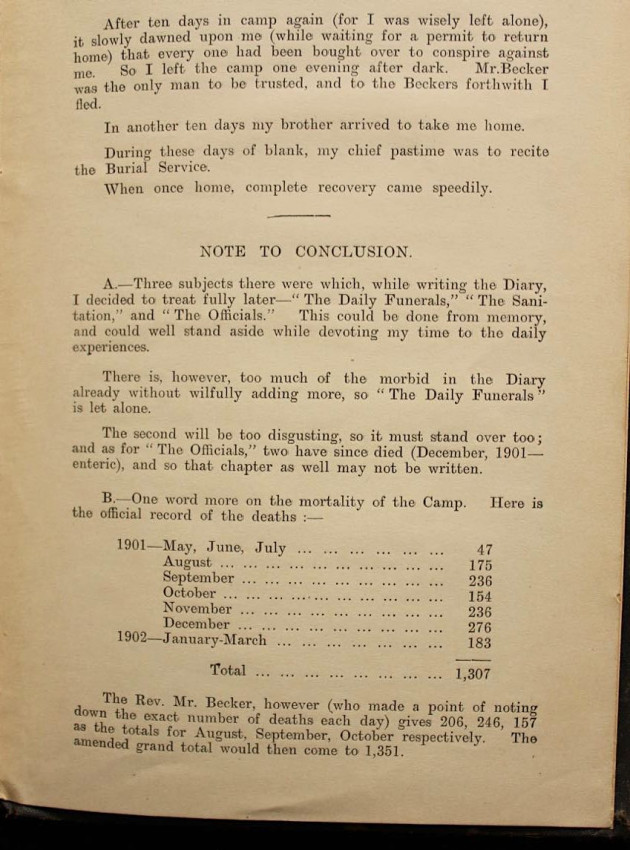 After ten days in camp again (for I was wisely left alone),
it slowly dawned upon me (while waiting for a permit to return
home) that every one had been bought over to conspire against
me. So I left the camp one evening after dark. Mr.Becker
was the only man to be trusted, and to the Beckers forthwith I
fled.
In another ten days my brother arrived to take me home.
During these days of blank, my chief pastime was to recite
the Burial Service.
When once home, complete recovery came speedily.
NOTE TO CONCLUSION.
A.—Three subjects there were which, while writing the Diary,
I decided to treat fully later—“ The Daily Funerals,” “ The Sani-
tation,” and “ The Officials.” This could be done from memory,
and could well stand aside while devoting my time to the daily
experiences.
There is, however, too much of the morbid in the Diary
already without wilfully adding more, so “ The Daily Funerals ”
is let alone.
The second will be too disgusting, so it must stand over too;
and as for “ The Officials,” two have since died (December, 1901—
enteric), and so that chapter as well may not be written.
B.—One word more on the mortality of the Camp. Here is
the official record of the deaths :—
1901—May, June, July ... ... ... ... ... ... 47
August ... ... ... ... ... ... ... ... ... 175
September ... ... ... ... ... ... ... ... 236
October ... ... ... ... ... ... ... ... ... 154
November ... ... ... ... ... ... ... ... 236
December ... ... ... ... ... ... ... ... 276
1902—January-March ... ... ... ... ... ... ... 183
Total ... ... ... ... ... ... ... ... 1,307
The Rev. Mr. Becker, however (who made a point of noting
down the exact number of deaths each day) gives 206, 246, 157
as the totals for August, September, October respectively. The
amended grand total would then come to 1,351.